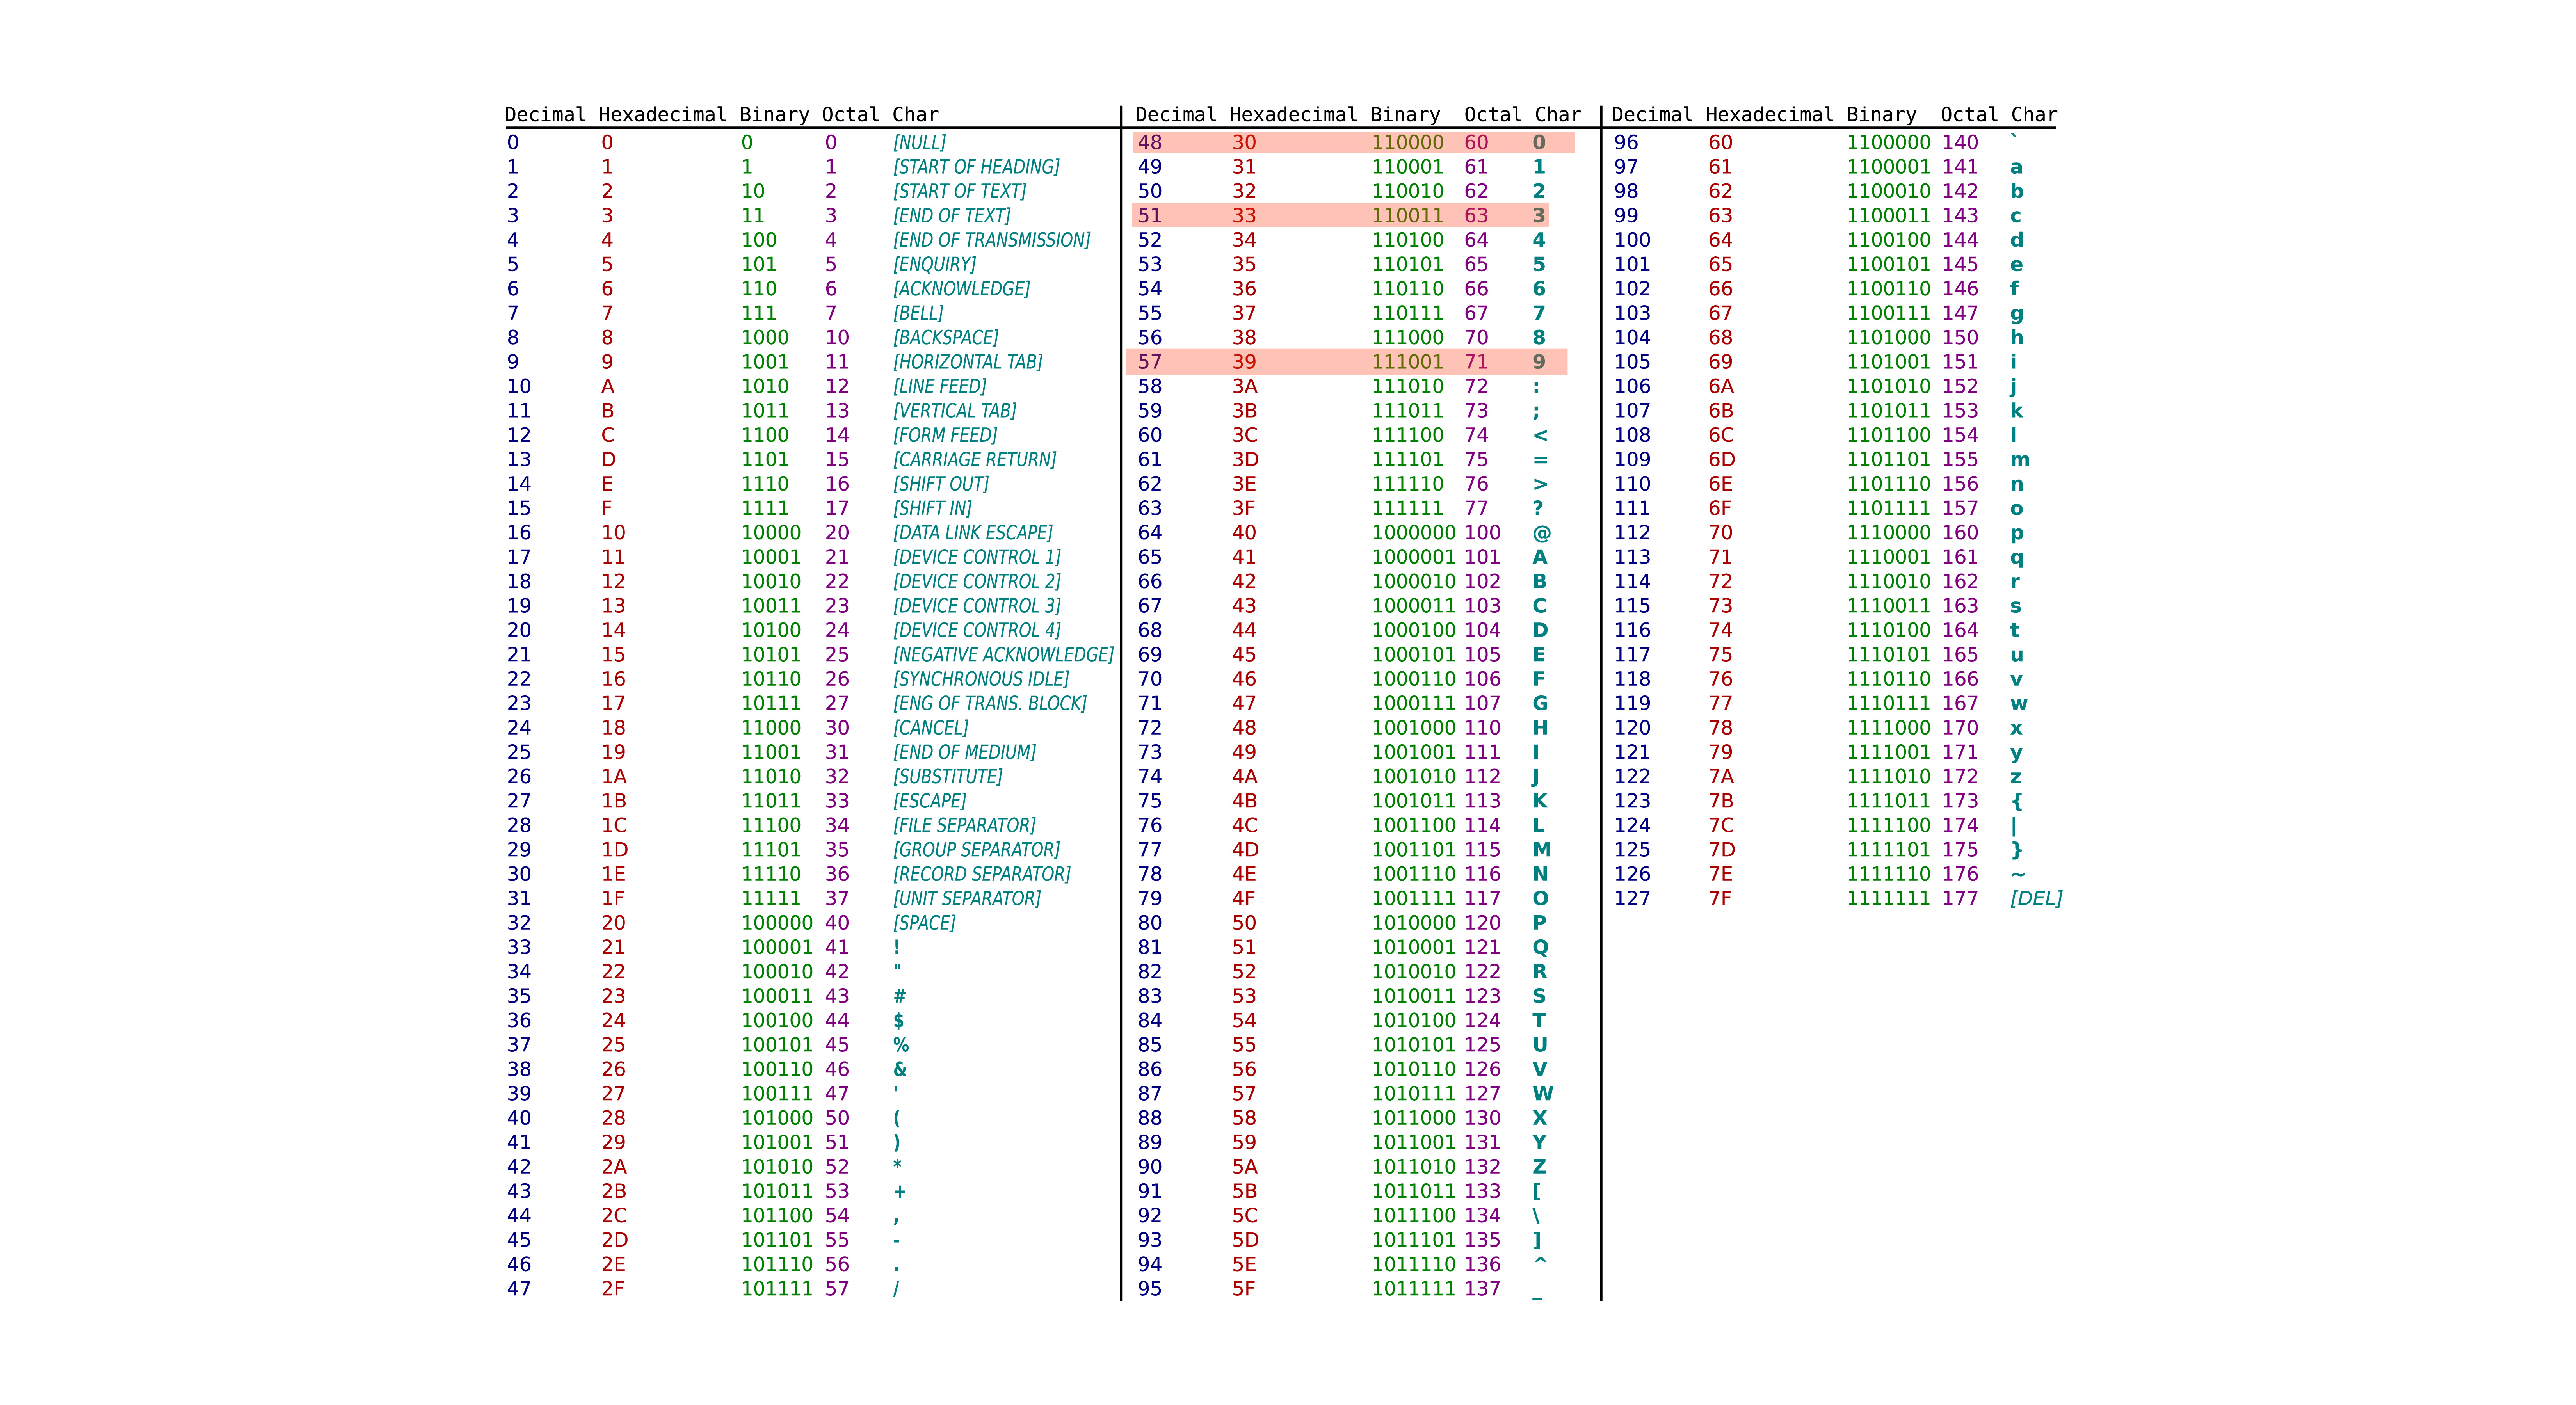 Decimal Hexadecimal Binary Octal Char
0 0 0 0 [NULL]
1 1 1 1 [START OF HEADING]
2 2 10 2 [START OF TEXT]
3 3 11 3 [END OF TEXT]
4 4 100 4 [END OF TRANSMISSION]
5 5 101 5 [ENQUIRY]
6 6 110 6 [ACKNOWLEDGE]
7 7 111 7 [BELL]
8 8 1000 10 [BACKSPACE]
9 9 1001 11 [HORIZONTAL TAB]
10 A 1010 12 [LINE FEED]
11 B 1011 13 [VERTICAL TAB]
12 C 1100 14 [FORM FEED]
13 D 1101 15 [CARRIAGE RETURN]
14 E 1110 16 [SHIFT OUT]
15 F 1111 17 [SHIFT IN]
16 10 10000 20 [DATA LINK ESCAPE]
17 11 10001 21 [DEVICE CONTROL 1]
18 12 10010 22 [DEVICE CONTROL 2]
19 13 10011 23 [DEVICE CONTROL 3]
20 14 10100 24 [DEVICE CONTROL 4]
21 15 10101 25 [NEGATIVE ACKNOWLEDGE]
22 16 10110 26 [SYNCHRONOUS IDLE]
23 17 10111 27 [ENG OF TRANS. BLOCK]
24 18 11000 30 [CANCEL]
25 19 11001 31 [END OF MEDIUM]
26 1A 11010 32 [SUBSTITUTE]
27 1B 11011 33 [ESCAPE]
28 1C 11100 34 [FILE SEPARATOR]
29 1D 11101 35 [GROUP SEPARATOR]
30 1E 11110 36 [RECORD SEPARATOR]
31 1F 11111 37 [UNIT SEPARATOR]
32 20 100000 40 [SPACE]
33 21 100001 41 !
34 22 100010 42 "
35 23 100011 43 #
36 24 100100 44 $
37 25 100101 45 %
38 26 100110 46 &
39 27 100111 47 '
40 28 101000 50 (
41 29 101001 51 )
42 2A 101010 52 *
43 2B 101011 53 +
44 2C 101100 54 ,
45 2D 101101 55 -
46 2E 101110 56 .
47 2F 101111 57 /
Decimal Hexadecimal Binary Octal Char
48 30 110000 60 0
49 31 110001 61 1
50 32 110010 62 2
51 33 110011 63 3
52 34 110100 64 4
53 35 110101 65 5
54 36 110110 66 6
55 37 110111 67 7
56 38 111000 70 8
57 39 111001 71 9
58 3A 111010 72 :
59 3B 111011 73 ;
60 3C 111100 74 <
61 3D 111101 75 =
62 3E 111110 76 >
63 3F 111111 77 ?
64 40 1000000 100 @
65 41 1000001 101 A
66 42 1000010 102 B
67 43 1000011 103 C
68 44 1000100 104 D
69 45 1000101 105 E
70 46 1000110 106 F
71 47 1000111 107 G
72 48 1001000 110 H
73 49 1001001 111 I
74 4A 1001010 112 J
75 4B 1001011 113 K
76 4C 1001100 114 L
77 4D 1001101 115 M
78 4E 1001110 116 N
79 4F 1001111 117 O
80 50 1010000 120 P
81 51 1010001 121 Q
82 52 1010010 122 R
83 53 1010011 123 S
84 54 1010100 124 T
85 55 1010101 125 U
86 56 1010110 126 V
87 57 1010111 127 W
88 58 1011000 130 X
89 59 1011001 131 Y
90 5A 1011010 132 Z
91 5B 1011011 133 [
92 5C 1011100 134 \
93 5D 1011101 135 ]
94 5E 1011110 136 ^
95 5F 1011111 137 _
Decimal Hexadecimal Binary Octal Char
96 60 1100000 140 `
97 61 1100001 141 a
98 62 1100010 142 b
99 63 1100011 143 c
100 64 1100100 144 d
101 65 1100101 145 e
102 66 1100110 146 f
103 67 1100111 147 g
104 68 1101000 150 h
105 69 1101001 151 i
106 6A 1101010 152 j
107 6B 1101011 153 k
108 6C 1101100 154 l
109 6D 1101101 155 m
110 6E 1101110 156 n
111 6F 1101111 157 o
112 70 1110000 160 p
113 71 1110001 161 q
114 72 1110010 162 r
115 73 1110011 163 s
116 74 1110100 164 t
117 75 1110101 165 u
118 76 1110110 166 v
119 77 1110111 167 w
120 78 1111000 170 x
121 79 1111001 171 y
122 7A 1111010 172 z
123 7B 1111011 173 {
124 7C 1111100 174 |
125 7D 1111101 175 }
126 7E 1111110 176 ~
127 7F 1111111 177 [DEL]